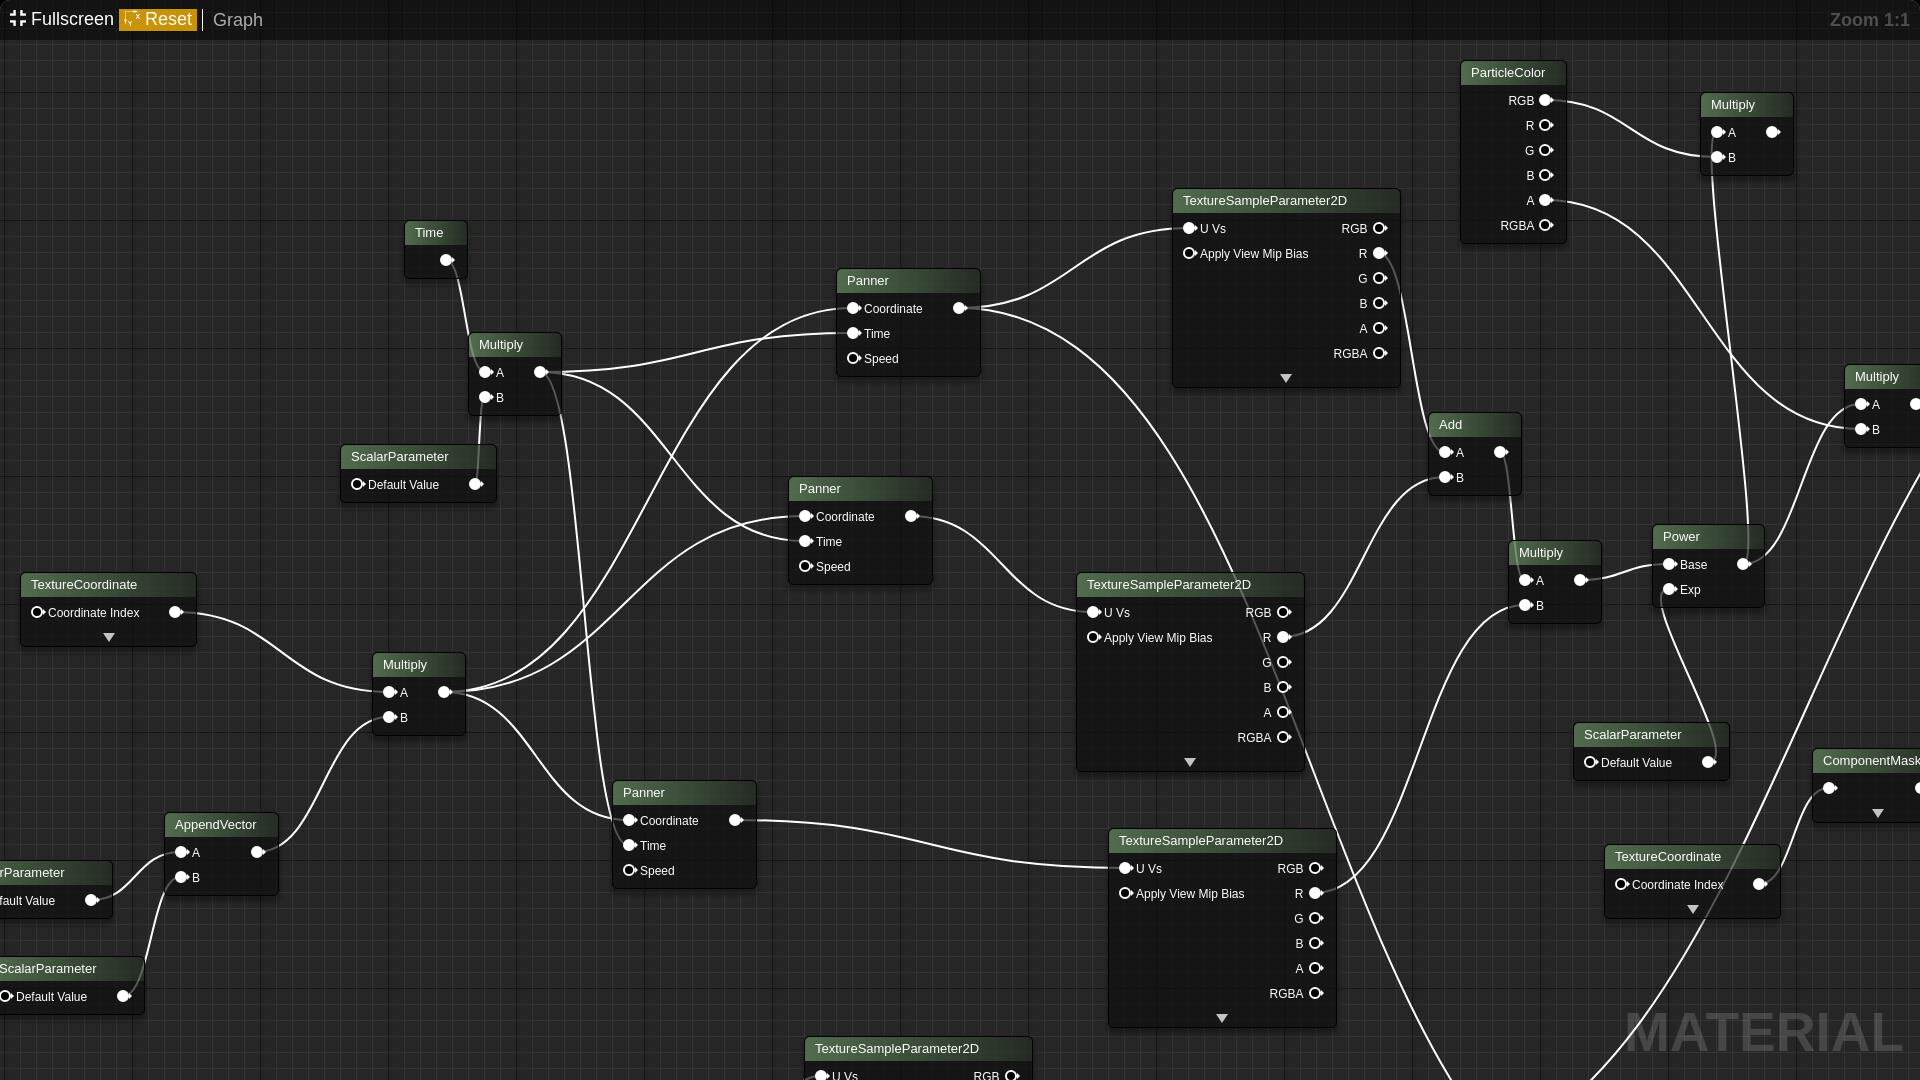 Fullscreen Reset Graph
Zoom 1:1
ParticleColor
RGB
R
G
B
A
RGBA
Multiply
A
B
TextureSampleParameter2D
U Vs RGB
Apply View Mip Bias R
G
B
A
RGBA
Time
Panner
Coordinate
Time
Speed
Multiply
A
B
Multiply
A
B
Add
A
B
ScalarParameter
Default Value
Panner
Coordinate
Time
Speed
Power
Base
Exp
Multiply
A
B
TextureCoordinate
Coordinate Index
TextureSampleParameter2D
U Vs RGB
Apply View Mip Bias R
G
B
A
RGBA
Multiply
A
B
ScalarParameter
Default Value
ComponentMask
Panner
Coordinate
Time
Speed
AppendVector
A
B
TextureSampleParameter2D
U Vs RGB
Apply View Mip Bias R
G
B
A
RGBA
TextureCoordinate
Coordinate Index
rParameter
fault Value
ScalarParameter
Default Value
MATERIAL
TextureSampleParameter2D
U Vs RGB